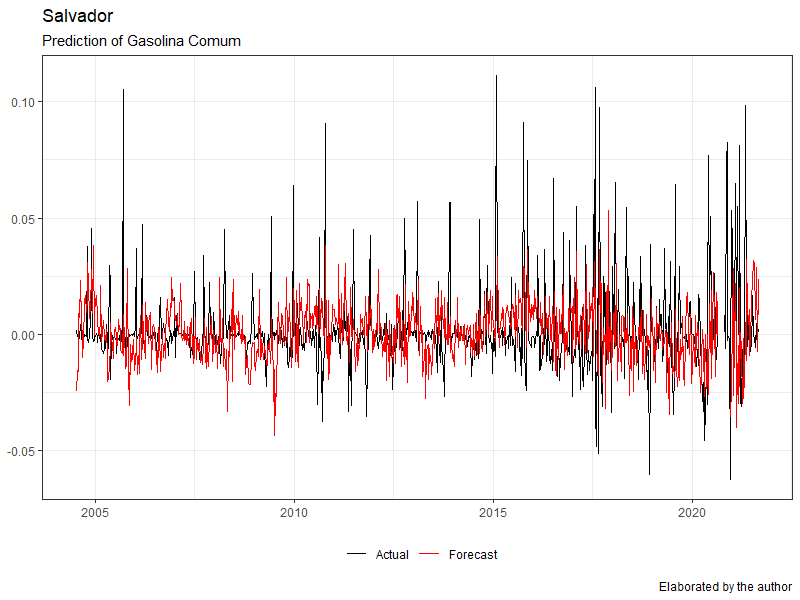 Salvador
Prediction of Gasolina Comum
0.10
0.05
0.00
-0.05
2005 2010 2015 2020
Actual Forecast
Elaborated by the author